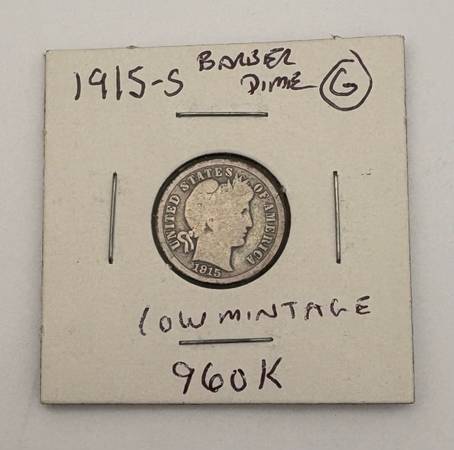 1915-S BARBER DIME G
UNITED STATES OF AMERICA
1915
LOW MINTAGE
960K